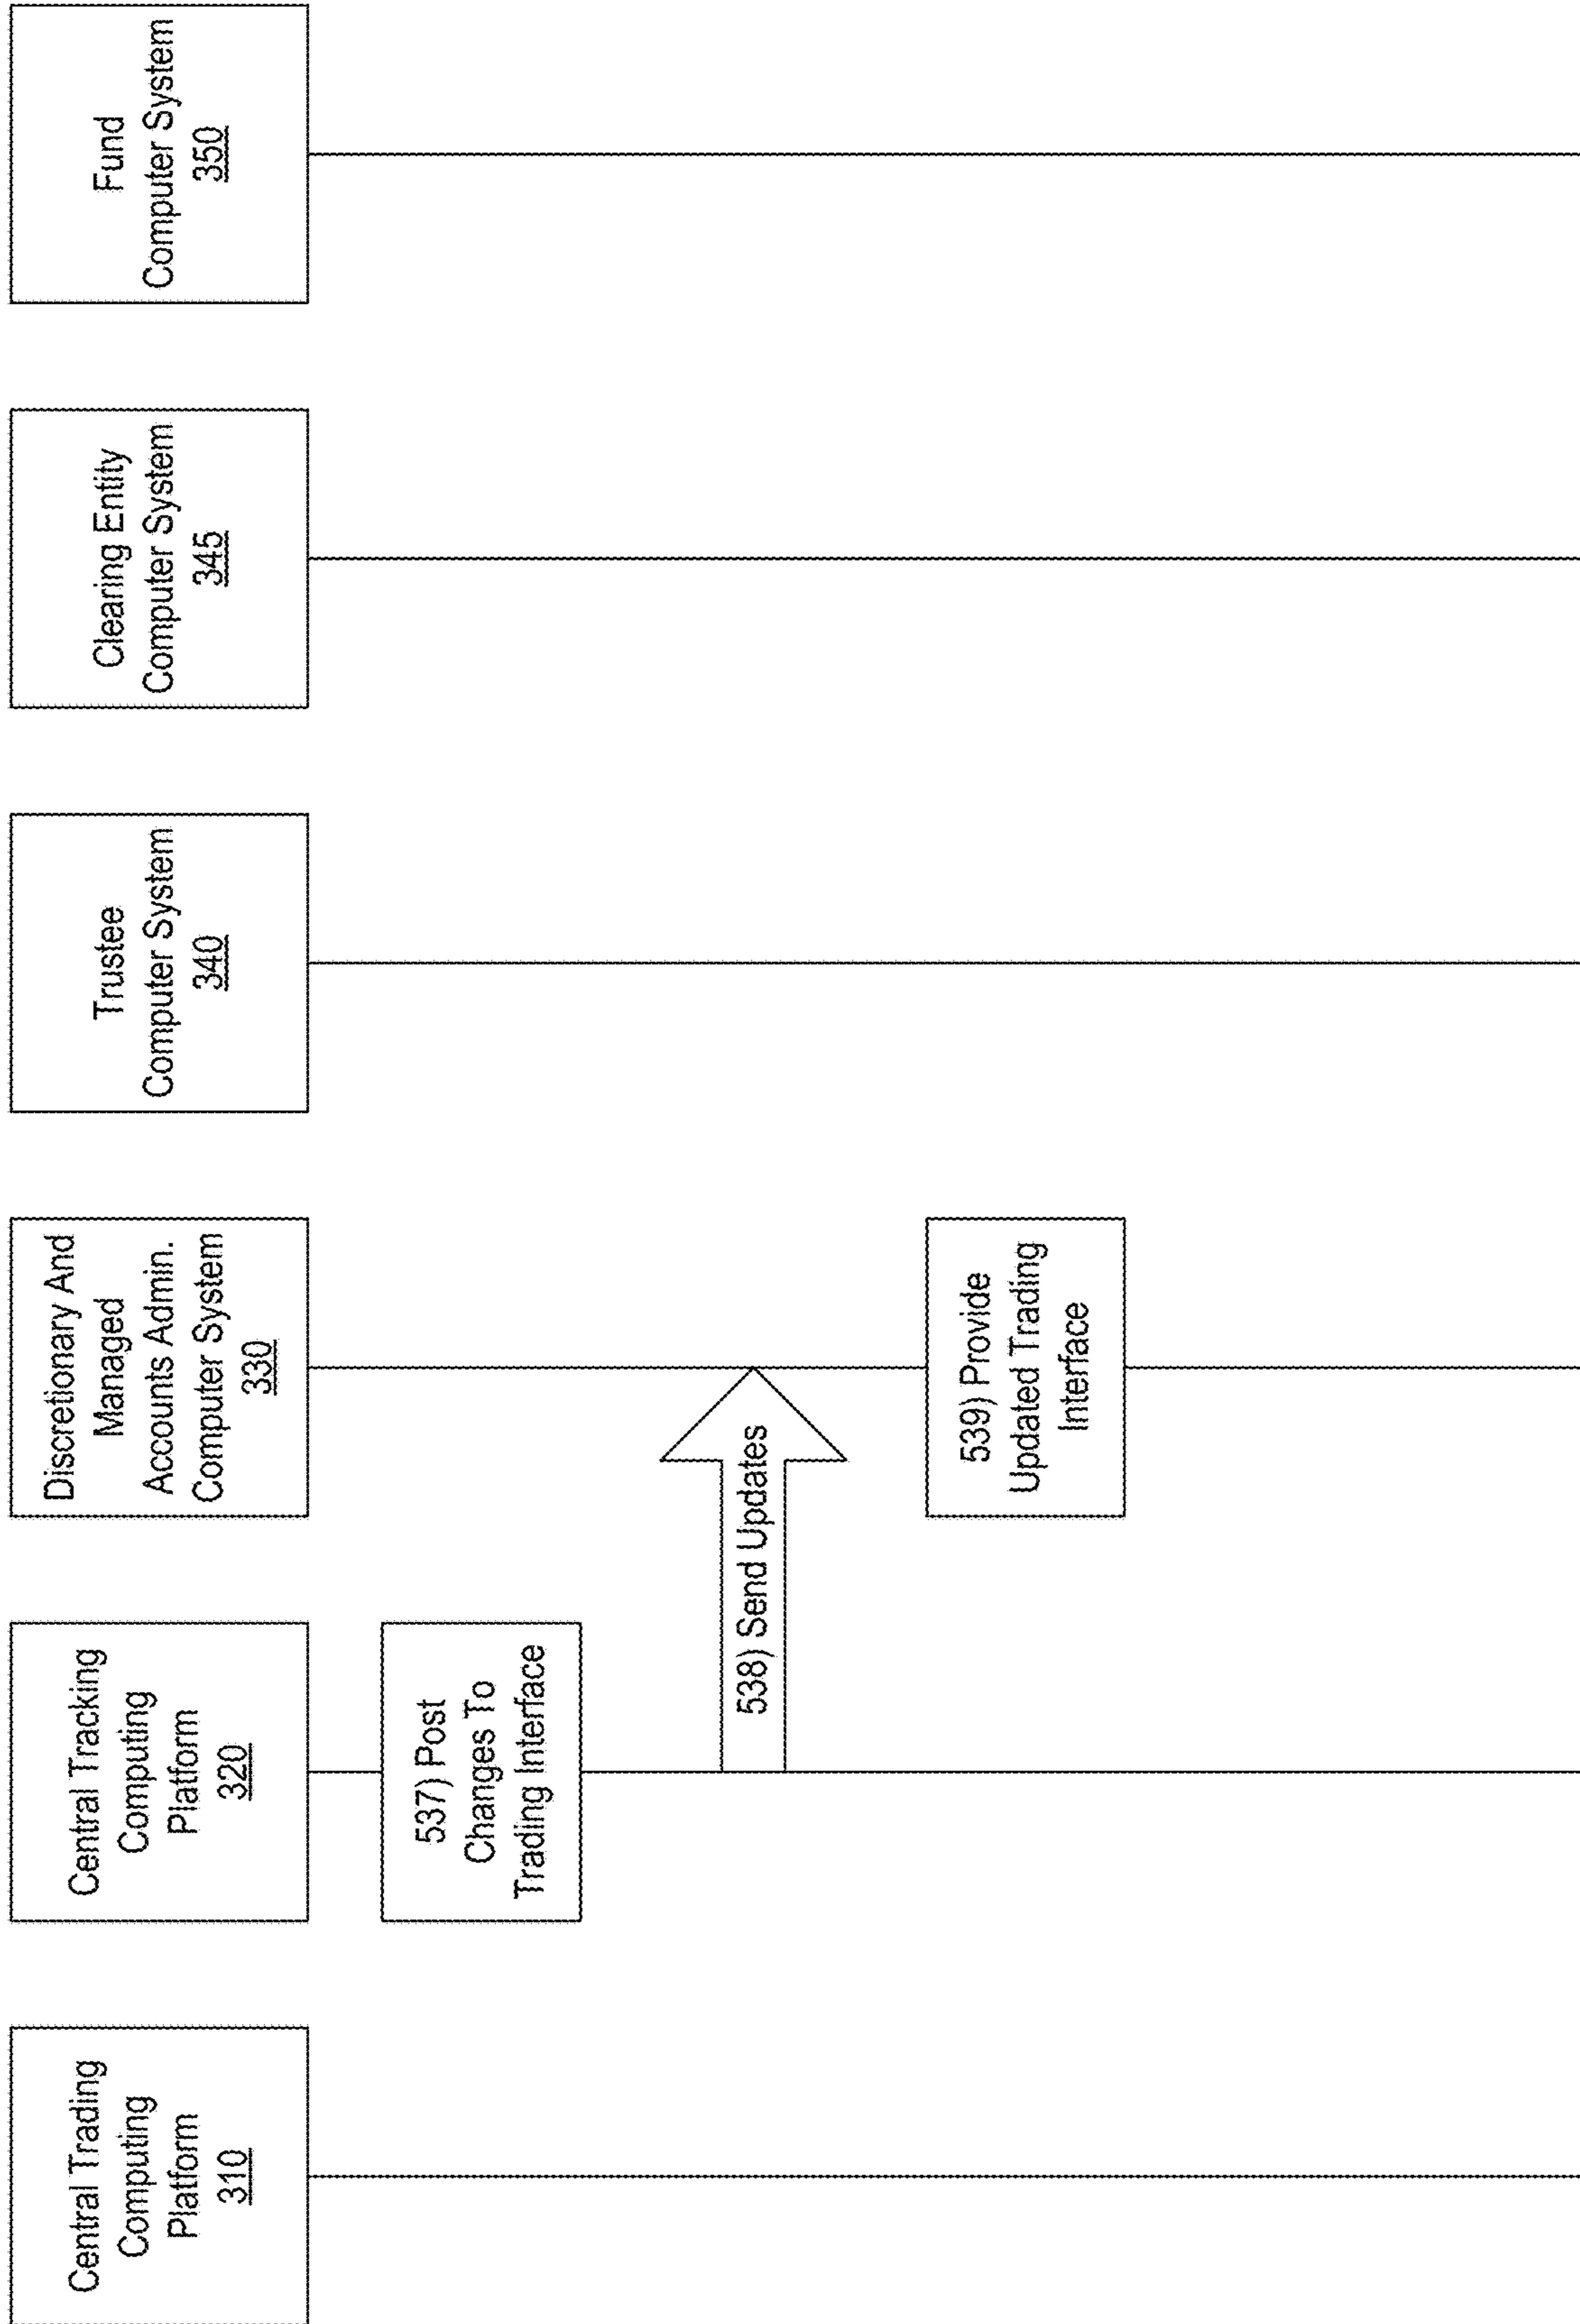 Central Trading
Computing
Platform
310
Central Tracking
Computing
Platform
320
Discretionary And
Managed
Accounts Admin.
Computer System
330
Trustee
Computer System
340
Clearing Entity
Computer System
345
Fund
Computer System
350
537) Post
Changes To
Trading Interface
538) Send Updates
539) Provide
Updated Trading
Interface